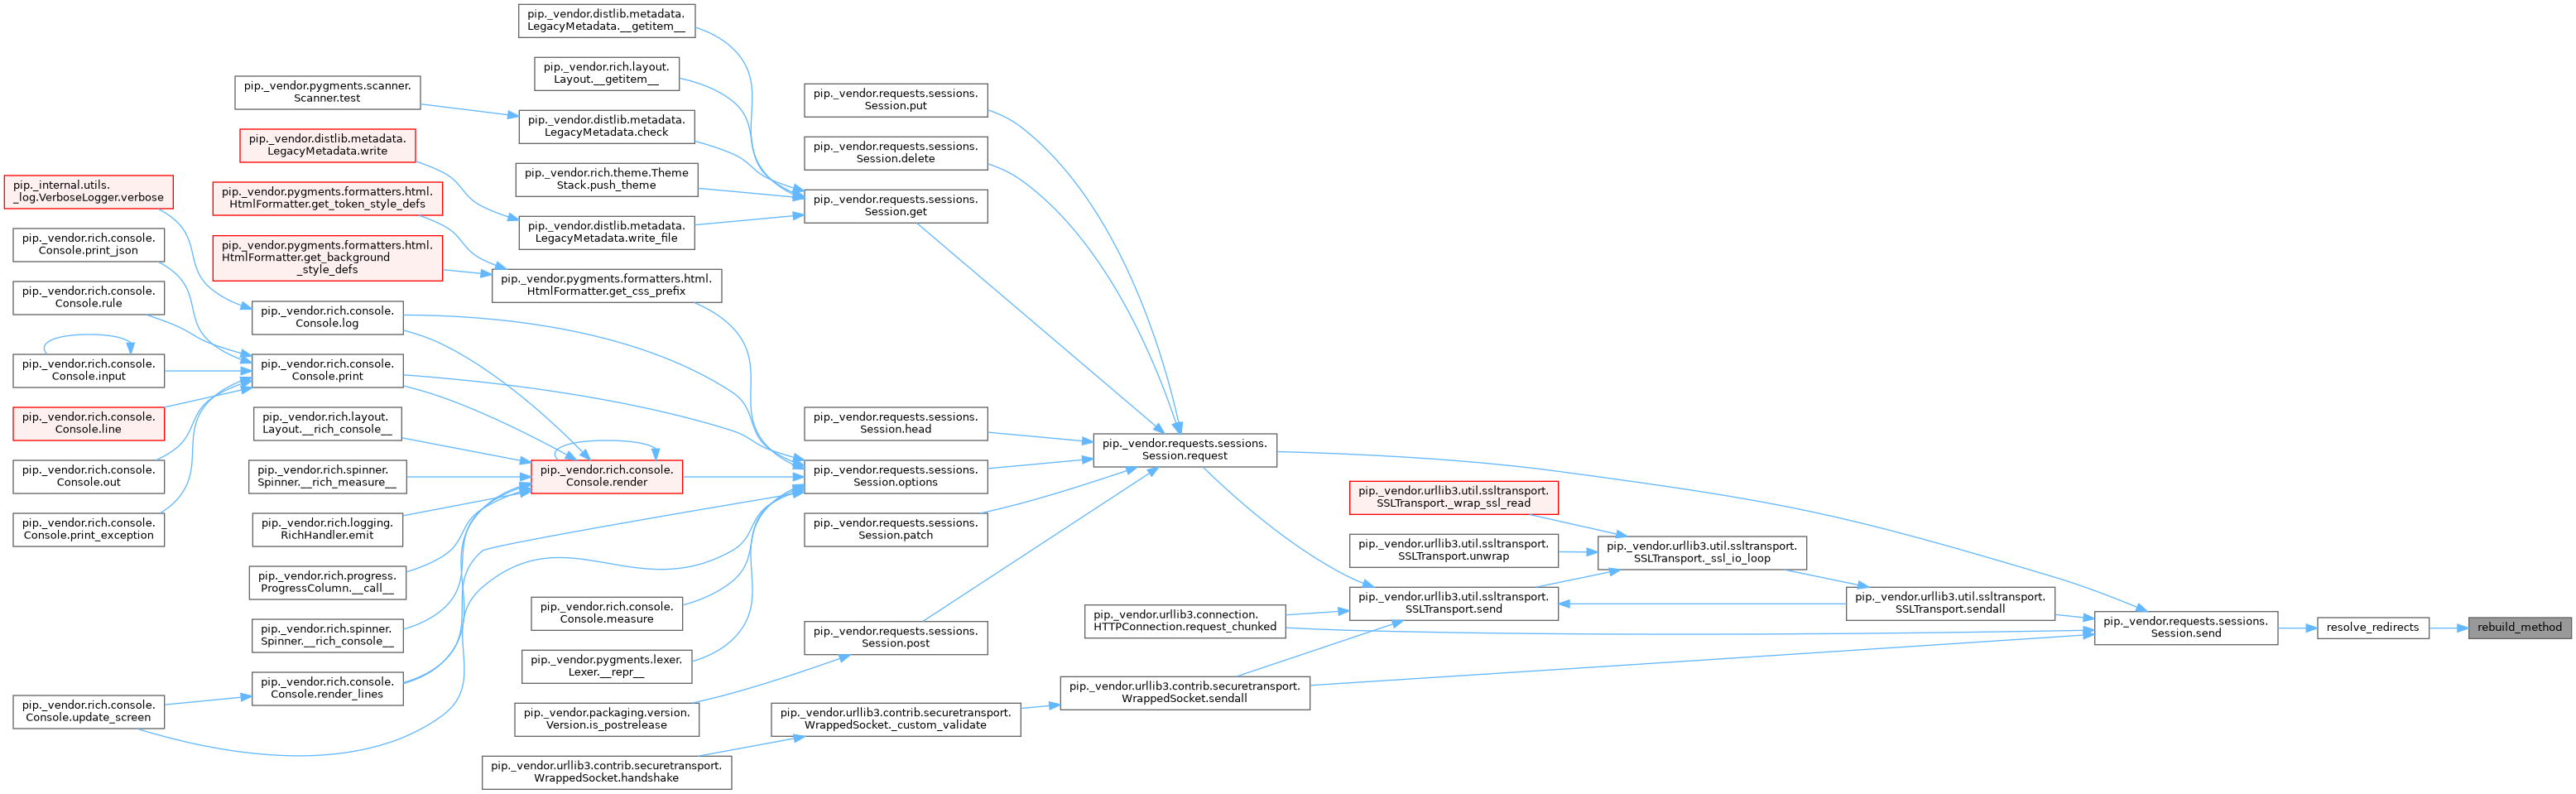 pip._vendor.distlib.metadata.
LegacyMetadata.__getitem__
pip._vendor.rich.layout.
Layout.__getitem__
pip._vendor.pygments.scanner.
Scanner.test
pip._vendor.distlib.metadata.
LegacyMetadata.check
pip._vendor.distlib.metadata.
LegacyMetadata.write
pip._vendor.rich.theme.Theme
Stack.push_theme
pip._internal.utils.
_log.VerboseLogger.verbose
pip._vendor.pygments.formatters.html.
HtmlFormatter.get_token_style_defs
pip._vendor.distlib.metadata.
LegacyMetadata.write_file
pip._vendor.rich.console.
Console.print_json
pip._vendor.pygments.formatters.html.
HtmlFormatter.get_background
_style_defs
pip._vendor.pygments.formatters.html.
HtmlFormatter.get_css_prefix
pip._vendor.rich.console.
Console.rule
pip._vendor.rich.console.
Console.log
pip._vendor.rich.console.
Console.input
pip._vendor.rich.console.
Console.print
pip._vendor.rich.console.
Console.line
pip._vendor.rich.layout.
Layout.__rich_console__
pip._vendor.rich.console.
Console.out
pip._vendor.rich.spinner.
Spinner.__rich_measure__
pip._vendor.rich.console.
Console.render
pip._vendor.rich.console.
Console.print_exception
pip._vendor.rich.logging.
RichHandler.emit
pip._vendor.rich.progress.
ProgressColumn.__call__
pip._vendor.rich.spinner.
Spinner.__rich_console__
pip._vendor.rich.console.
Console.render_lines
pip._vendor.rich.console.
Console.update_screen
pip._vendor.rich.console.
Console.measure
pip._vendor.pygments.lexer.
Lexer.__repr__
pip._vendor.packaging.version.
Version.is_postrelease
pip._vendor.urllib3.contrib.securetransport.
WrappedSocket.handshake
pip._vendor.requests.sessions.
Session.put
pip._vendor.requests.sessions.
Session.delete
pip._vendor.requests.sessions.
Session.get
pip._vendor.requests.sessions.
Session.head
pip._vendor.requests.sessions.
Session.options
pip._vendor.requests.sessions.
Session.patch
pip._vendor.requests.sessions.
Session.post
pip._vendor.urllib3.contrib.securetransport.
WrappedSocket._custom_validate
pip._vendor.requests.sessions.
Session.request
pip._vendor.urllib3.connection.
HTTPConnection.request_chunked
pip._vendor.urllib3.contrib.securetransport.
WrappedSocket.sendall
pip._vendor.urllib3.util.ssltransport.
SSLTransport._wrap_ssl_read
pip._vendor.urllib3.util.ssltransport.
SSLTransport.unwrap
pip._vendor.urllib3.util.ssltransport.
SSLTransport.send
pip._vendor.urllib3.util.ssltransport.
SSLTransport._ssl_io_loop
pip._vendor.urllib3.util.ssltransport.
SSLTransport.sendall
pip._vendor.requests.sessions.
Session.send
resolve_redirects
rebuild_method